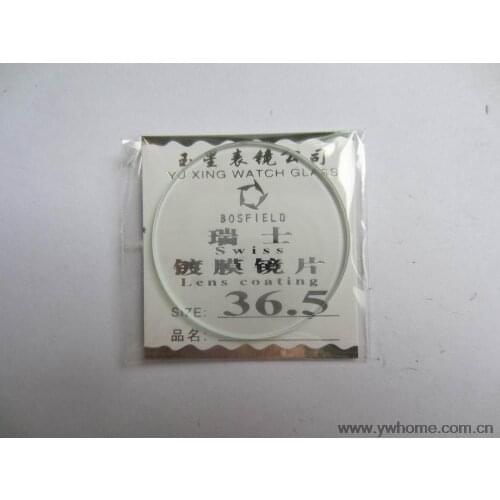 玉星表镜公司
YU XING WATCH GLASS
BOSFIELD
瑞士
Swiss
镀膜镜片
Lens coating
SIZE: 36.5
品名:
www.ywhome.com.cn